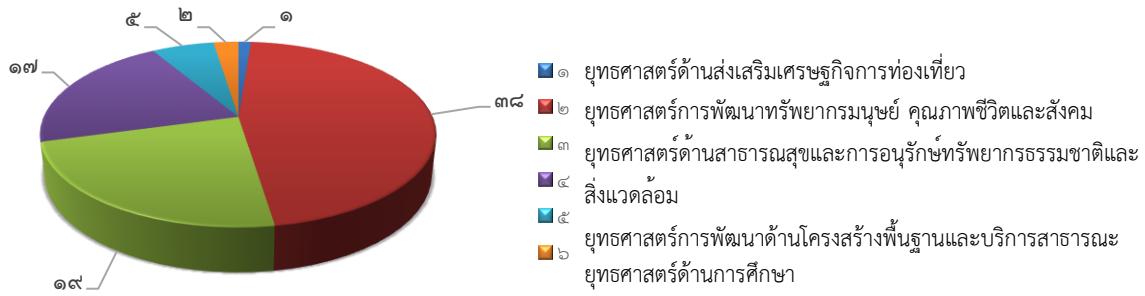 ๕ ๒ ๑
๑๗
๓๘
๑๙
๑ ยุทธศาสตร์ด้านส่งเสริมเศรษฐกิจการท่องเที่ยว
๒ ยุทธศาสตร์การพัฒนาทรัพยากรมนุษย์ คุณภาพชีวิตและสังคม
๓ ยุทธศาสตร์ด้านสาธารณสุขและการอนุรักษ์ทรัพยากรธรรมชาติและ
๔ สิ่งแวดล้อม
๕ ยุทธศาสตร์การพัฒนาด้านโครงสร้างพื้นฐานและบริการสาธารณะ
๖ ยุทธศาสตร์ด้านการศึกษา